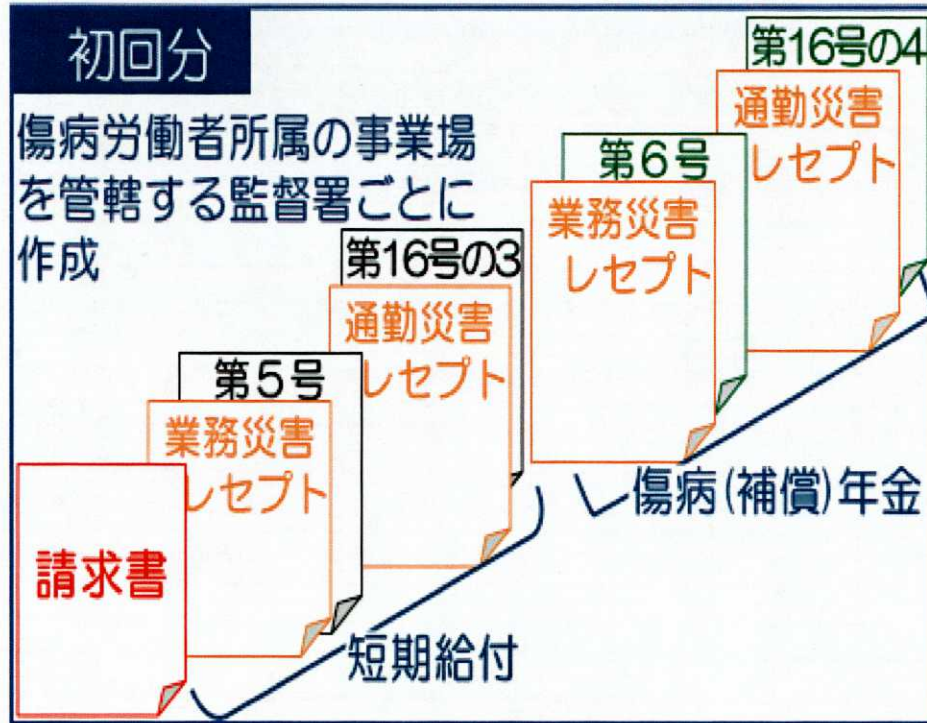 初回分
傷病労働者所属の事業場
を管轄する監督署ごとに
作成
請求書
第5号
業務災害
レセプト
第16号の3
通勤災害
レセプト
短期給付
第6号
業務災害
レセプト
第16号の4
通勤災害
レセプト
傷病(補償)年金